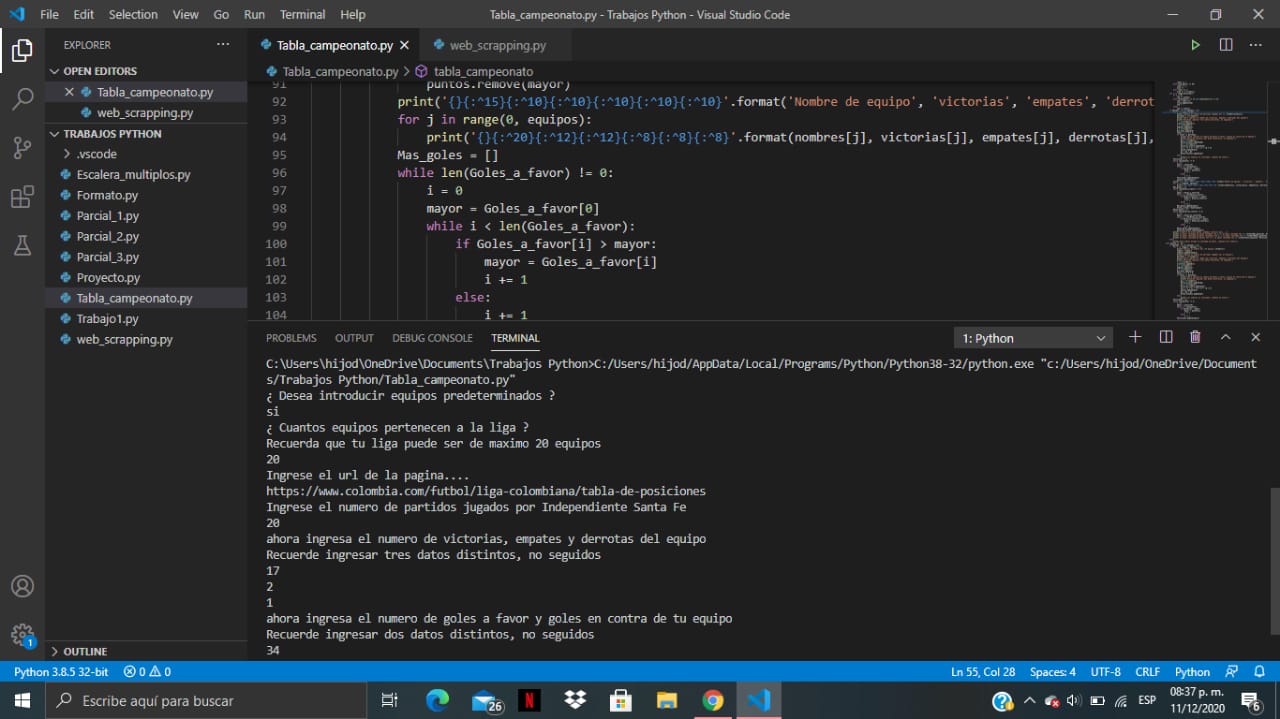 File Edit Selection View Go Run Terminal Help Tabla_campeonato.py - Trabajos Python - Visual Studio Code
EXPLORER
OPEN EDITORS
Tabla_campeonato.py
web_scrapping.py
TRABAJOS PYTHON
.vscode
Escalera_multiplos.py
Formato.py
Parcial_1.py
Parcial_2.py
Parcial_3.py
Proyecto.py
Tabla_campeonato.py
Trabajo1.py
web_scrapping.py
OUTLINE
Tabla_campeonato.py web_scrapping.py
Tabla_campeonato.py > tabla_campeonato
91 puntos.remove(mayor)
92 print('{}{:^15}{:^10}{:^10}{:^10}{:^10}{:^10}'.format('Nombre de equipo', 'victorias', 'empates', 'derrot
93 for j in range(0, equipos):
94 print('{}{:^20}{:^12}{:^12}{:^8}{:^8}{:^8}'.format(nombres[j], victorias[j], empates[j], derrotas[j],
95 Mas_goles = []
96 while len(Goles_a_favor) != 0:
97 i = 0
98 mayor = Goles_a_favor[0]
99 while i < len(Goles_a_favor):
100 if Goles_a_favor[i] > mayor:
101 mayor = Goles_a_favor[i]
102 i += 1
103 else:
104 i += 1
PROBLEMS OUTPUT DEBUG CONSOLE TERMINAL 1: Python
C:\Users\hijod\OneDrive\Documents\Trabajos Python>C:/Users/hijod/AppData/Local/Programs/Python/Python38-32/python.exe "c:/Users/hijod/OneDrive/Document
s/Trabajos Python/Tabla_campeonato.py"
¿ Desea introducir equipos predeterminados ?
si
¿ Cuantos equipos pertenecen a la liga ?
Recuerda que tu liga puede ser de maximo 20 equipos
20
Ingrese el url de la pagina....
https://www.colombia.com/futbol/liga-colombiana/tabla-de-posiciones
Ingrese el numero de partidos jugados por Independiente Santa Fe
20
ahora ingresa el numero de victorias, empates y derrotas del equipo
Recuerde ingresar tres datos distintos, no seguidos
17
2
1
ahora ingresa el numero de goles a favor y goles en contra de tu equipo
Recuerde ingresar dos datos distintos, no seguidos
34
1
Python 3.8.5 32-bit 0 0 Ln 55, Col 28 Spaces: 4 UTF-8 CRLF Python
Escribe aquí para buscar 26 N ESP 08:37 p. m.
11/12/2020 6